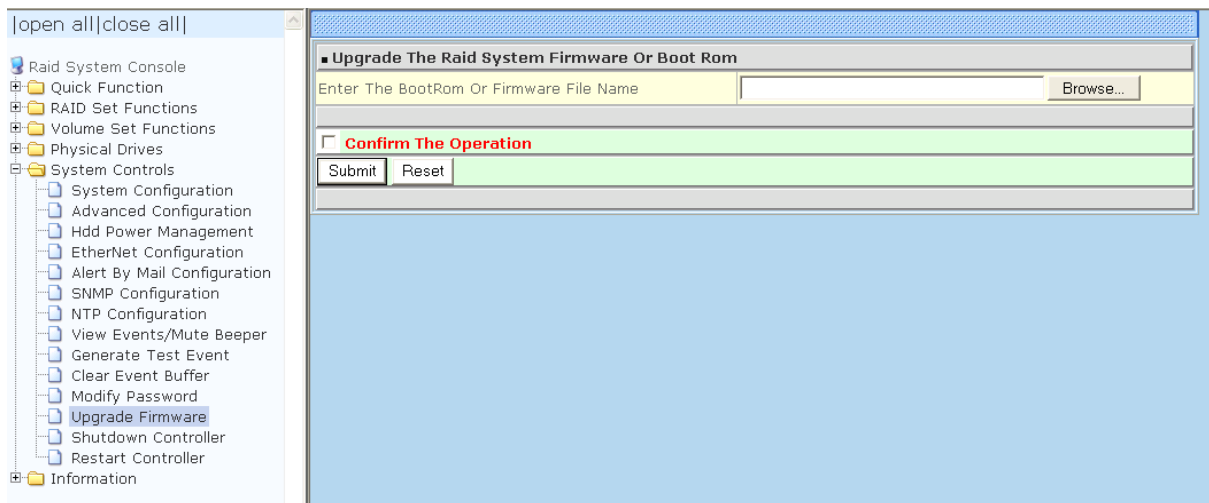 |open all|close all|
Raid System Console
Quick Function
RAID Set Functions
Volume Set Functions
Physical Drives
System Controls
System Configuration
Advanced Configuration
Hdd Power Management
EtherNet Configuration
Alert By Mail Configuration
SNMP Configuration
NTP Configuration
View Events/Mute Beeper
Generate Test Event
Clear Event Buffer
Modify Password
Upgrade Firmware
Shutdown Controller
Restart Controller
Information
Upgrade The Raid System Firmware Or Boot Rom
Enter The BootRom Or Firmware File Name
Browse...
Confirm The Operation
Submit Reset